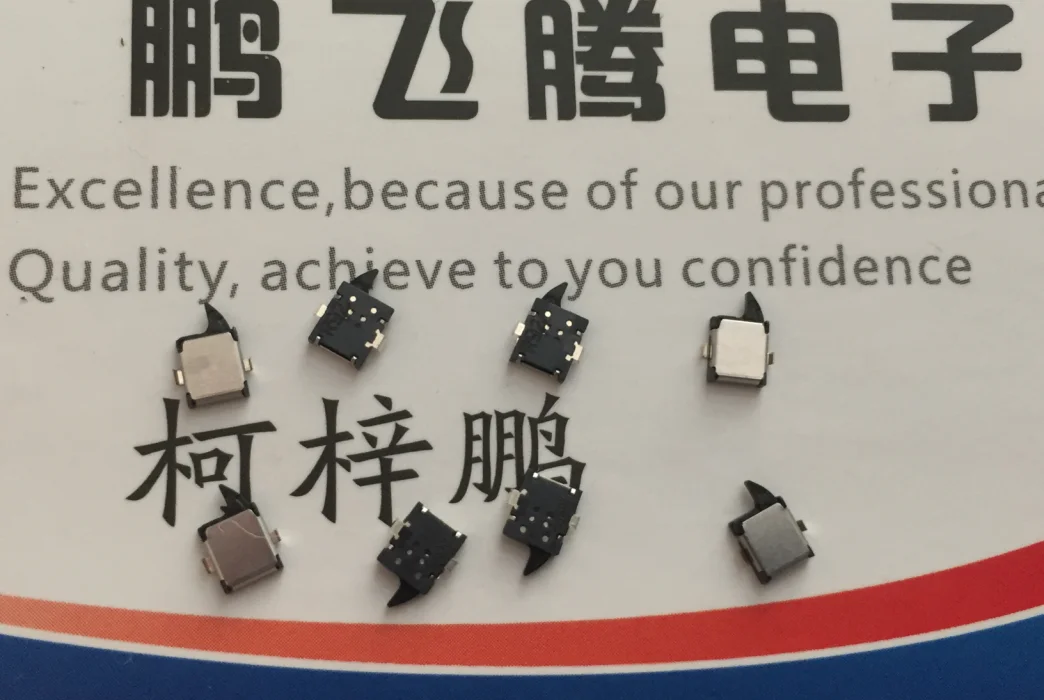 鹏飞腾电子
Excellence,because of our professiona
Quality, achieve to you confidence
柯梓鹏